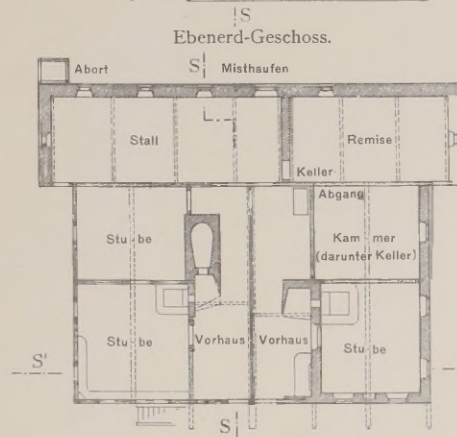 S
Ebenerd-Geschoss.
Abort S Misthaufen
Stall Remise
Keller
Abgang
Stu be Kam mer
(darunter Keller)
Stu be Vorhaus Vorhaus Stu be
S'
S